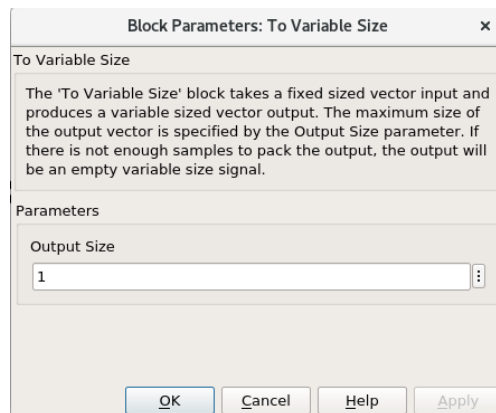 Block Parameters: To Variable Size ×
To Variable Size
The 'To Variable Size' block takes a fixed sized vector input and
produces a variable sized vector output. The maximum size of
the output vector is specified by the Output Size parameter. If
there is not enough samples to pack the output, the output will
be an empty variable size signal.
Parameters
Output Size
1
OK Cancel Help Apply